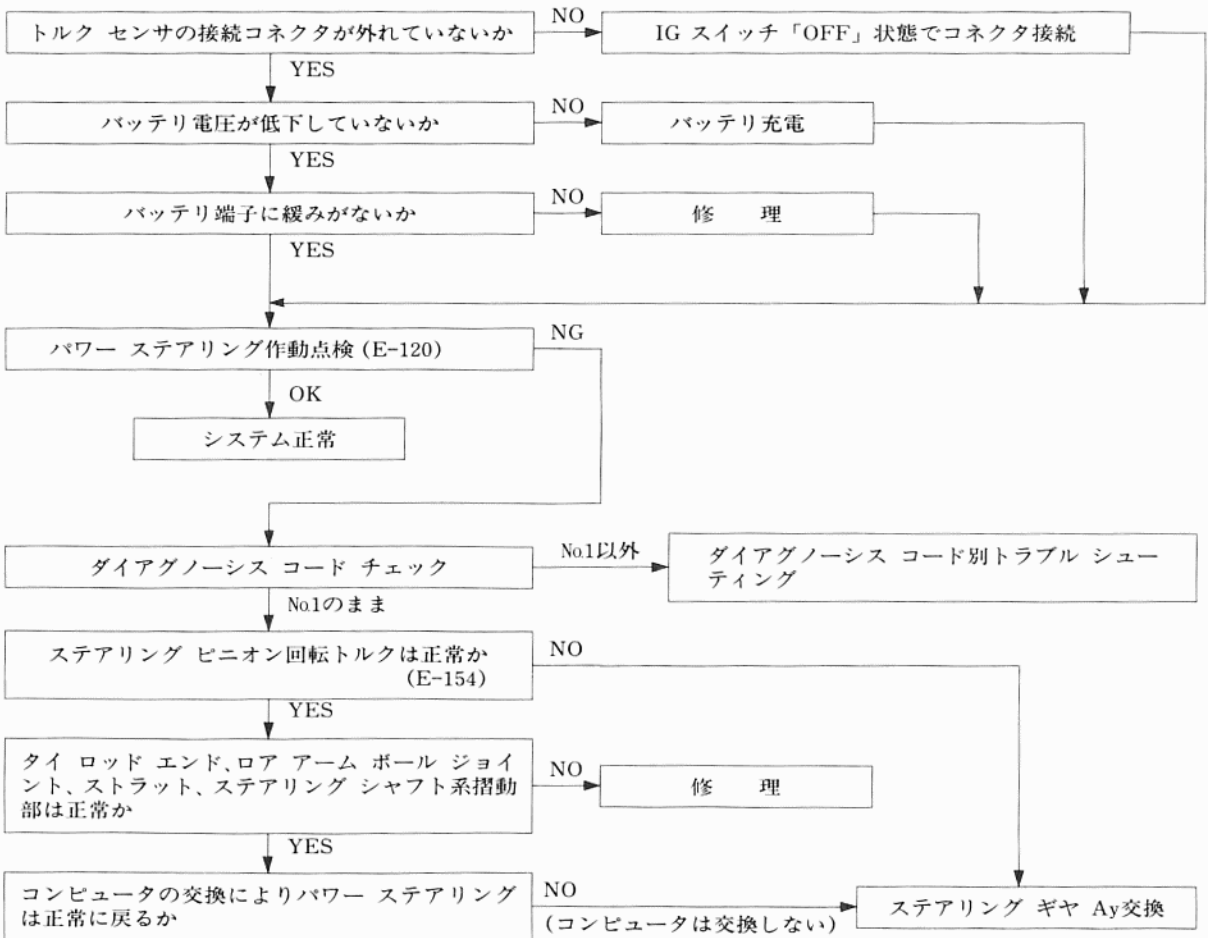 トルク センサの接続コネクタが外れていないか
NO
IG スイッチ「OFF」状態でコネクタ接続
YES
バッテリ電圧が低下していないか
NO
バッテリ充電
YES
バッテリ端子に緩みがないか
NO
修 理
YES
パワー ステアリング作動点検 (E-120)
NG
OK
システム正常
ダイアグノーシス コード チェック
No.1以外
ダイアグノーシス コード別トラブル シュー
ティング
No.1のまま
ステアリング ピニオン回転トルクは正常か
(E-154)
NO
YES
タイ ロッド エンド、ロア アーム ボール ジョイ
ント、ストラット、ステアリング シャフト系摺動
部は正常か
NO
修 理
YES
コンピュータの交換によりパワー ステアリング
は正常に戻るか
NO
(コンピュータは交換しない)
ステアリング ギヤ Ay交換